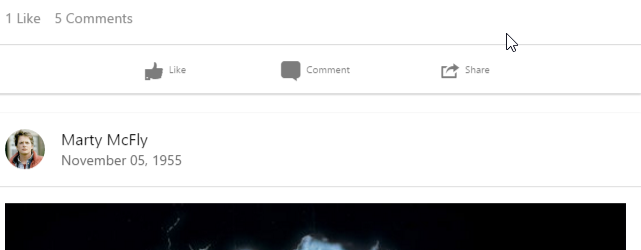 1 Like 5 Comments
Like Comment Share
Marty McFly
November 05, 1955